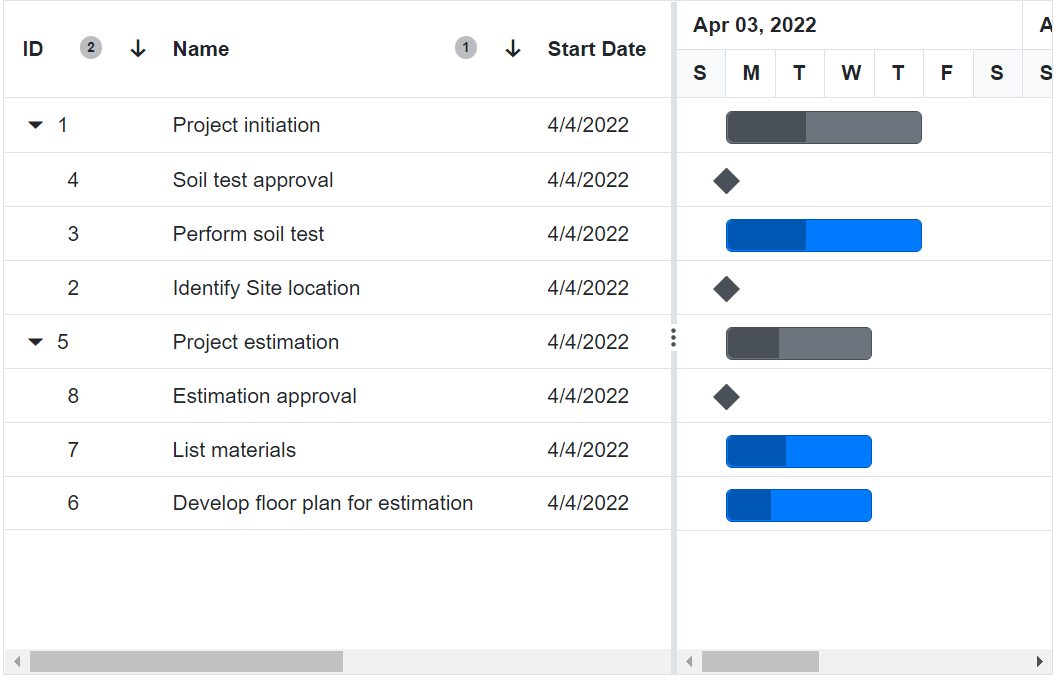 ID 2 Name 1 Start Date
Apr 03, 2022 A
S M T W T F S S
1 Project initiation 4/4/2022
4 Soil test approval 4/4/2022
3 Perform soil test 4/4/2022
2 Identify Site location 4/4/2022
5 Project estimation 4/4/2022
8 Estimation approval 4/4/2022
7 List materials 4/4/2022
6 Develop floor plan for estimation 4/4/2022